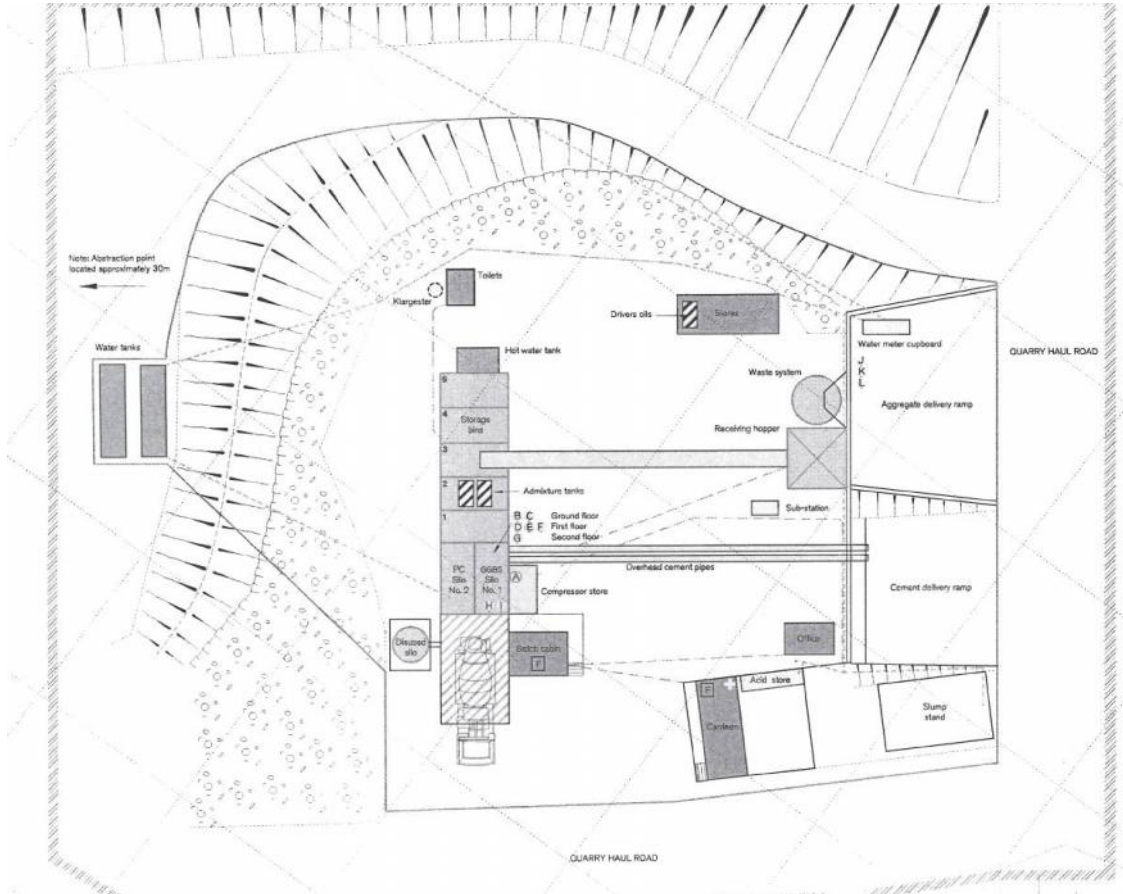 Note: Abstraction point
located approximately 30m
Toilets
Klargester
Drivers oils
Stores
Water tanks
Hot water tank
Water meter cupboard
QUARRY HAUL ROAD
Waste system
J
K
L
Aggregate delivery ramp
4
Storage
bins
Receiving hopper
3
2
Admixture tanks
Sub-station
1
B C Ground floor
D E F First floor
G Second floor
PC
Silo
No. 2
GGBS
Silo
No. 1
H I
A
Overhead cement pipes
Compressor store
Cement delivery ramp
Disused
silo
Batch cabin
F
Office
Acid store
F
Canteen
Slump
stand
QUARRY HAUL ROAD